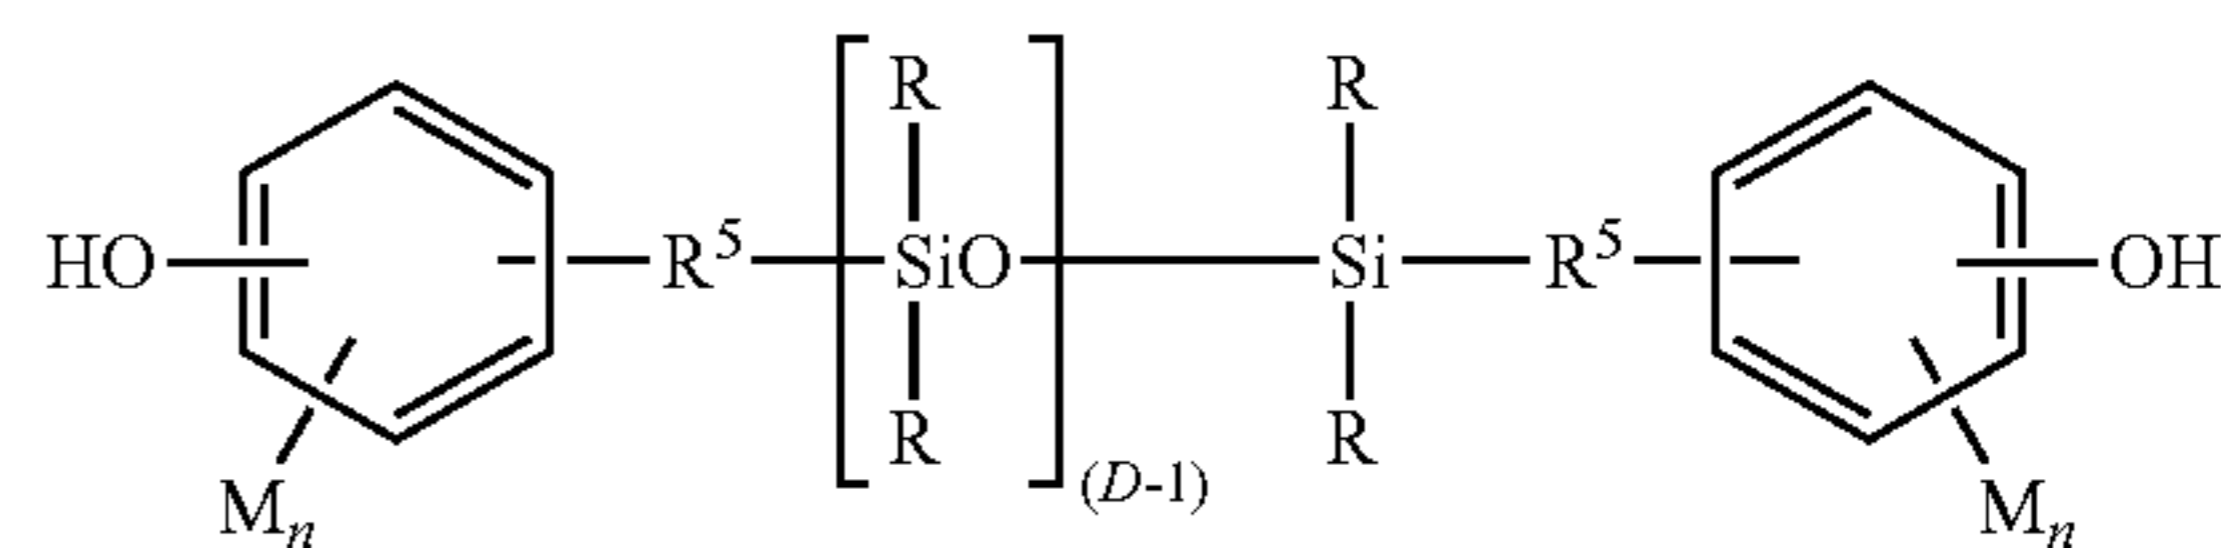 R R
HO R⁵ SiO Si R⁵ OH
R R
(D-1)
Mₙ Mₙ